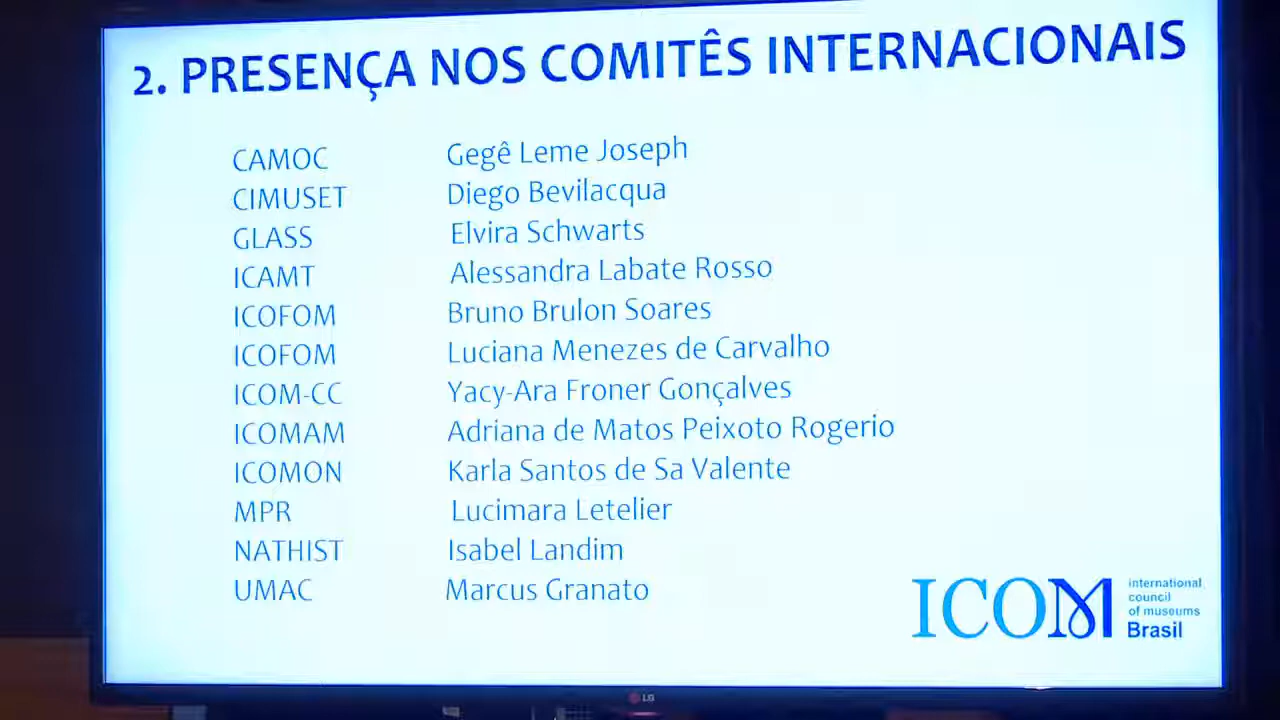 2. PRESENÇA NOS COMITÊS INTERNACIONAIS
CAMOC Gegê Leme Joseph
CIMUSET Diego Bevilacqua
GLASS Elvira Schwarts
ICAMT Alessandra Labate Rosso
ICOFOM Bruno Brulon Soares
ICOFOM Luciana Menezes de Carvalho
ICOM-CC Yacy-Ara Froner Gonçalves
ICOMAM Adriana de Matos Peixoto Rogerio
ICOMON Karla Santos de Sa Valente
MPR Lucimara Letelier
NATHIST Isabel Landim
UMAC Marcus Granato
ICOM
international
council
of museums
Brasil
LG